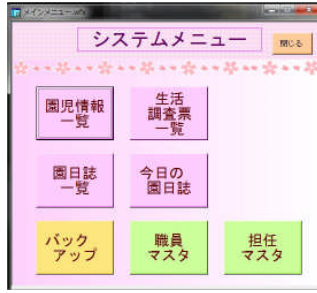 メインメニュー.wfx
システムメニュー
閉じる
園児情報
一覧
生活
調査票
一覧
園日誌
一覧
今日の
園日誌
バック
アップ
職員
マスタ
担任
マスタ